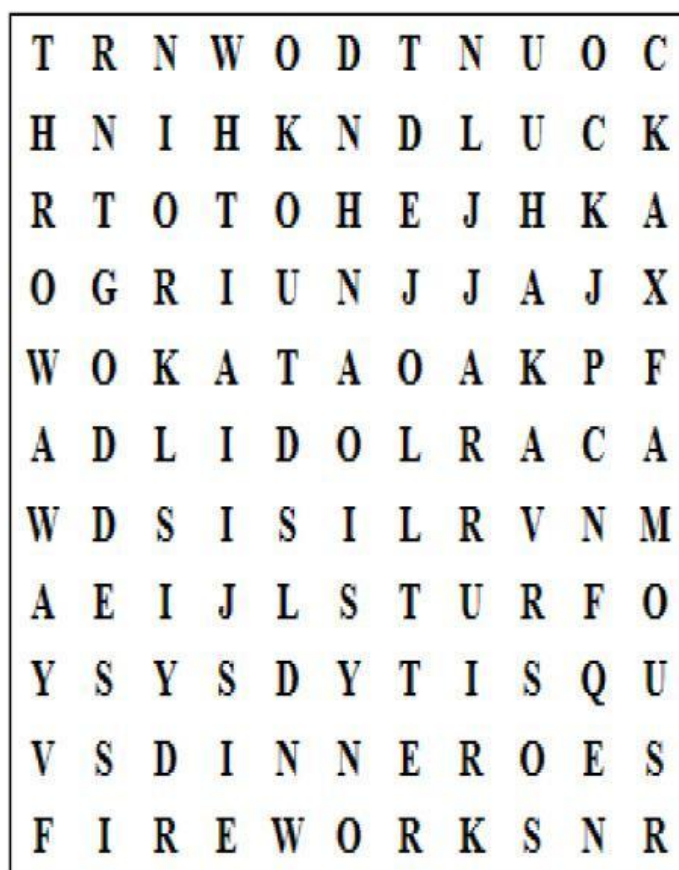 T R N W O D T N U O C
H N I H K N D L U C K
R T O T O H E J H K A
O G R I U N J J A J X
W O K A T A O A K P F
A D L I D O L R A C A
W D S I S I L R V N M
A E I J L S T U R F O
Y S Y S D Y T I S Q U
V S D I N N E R O E S
F I R E W O R K S N R